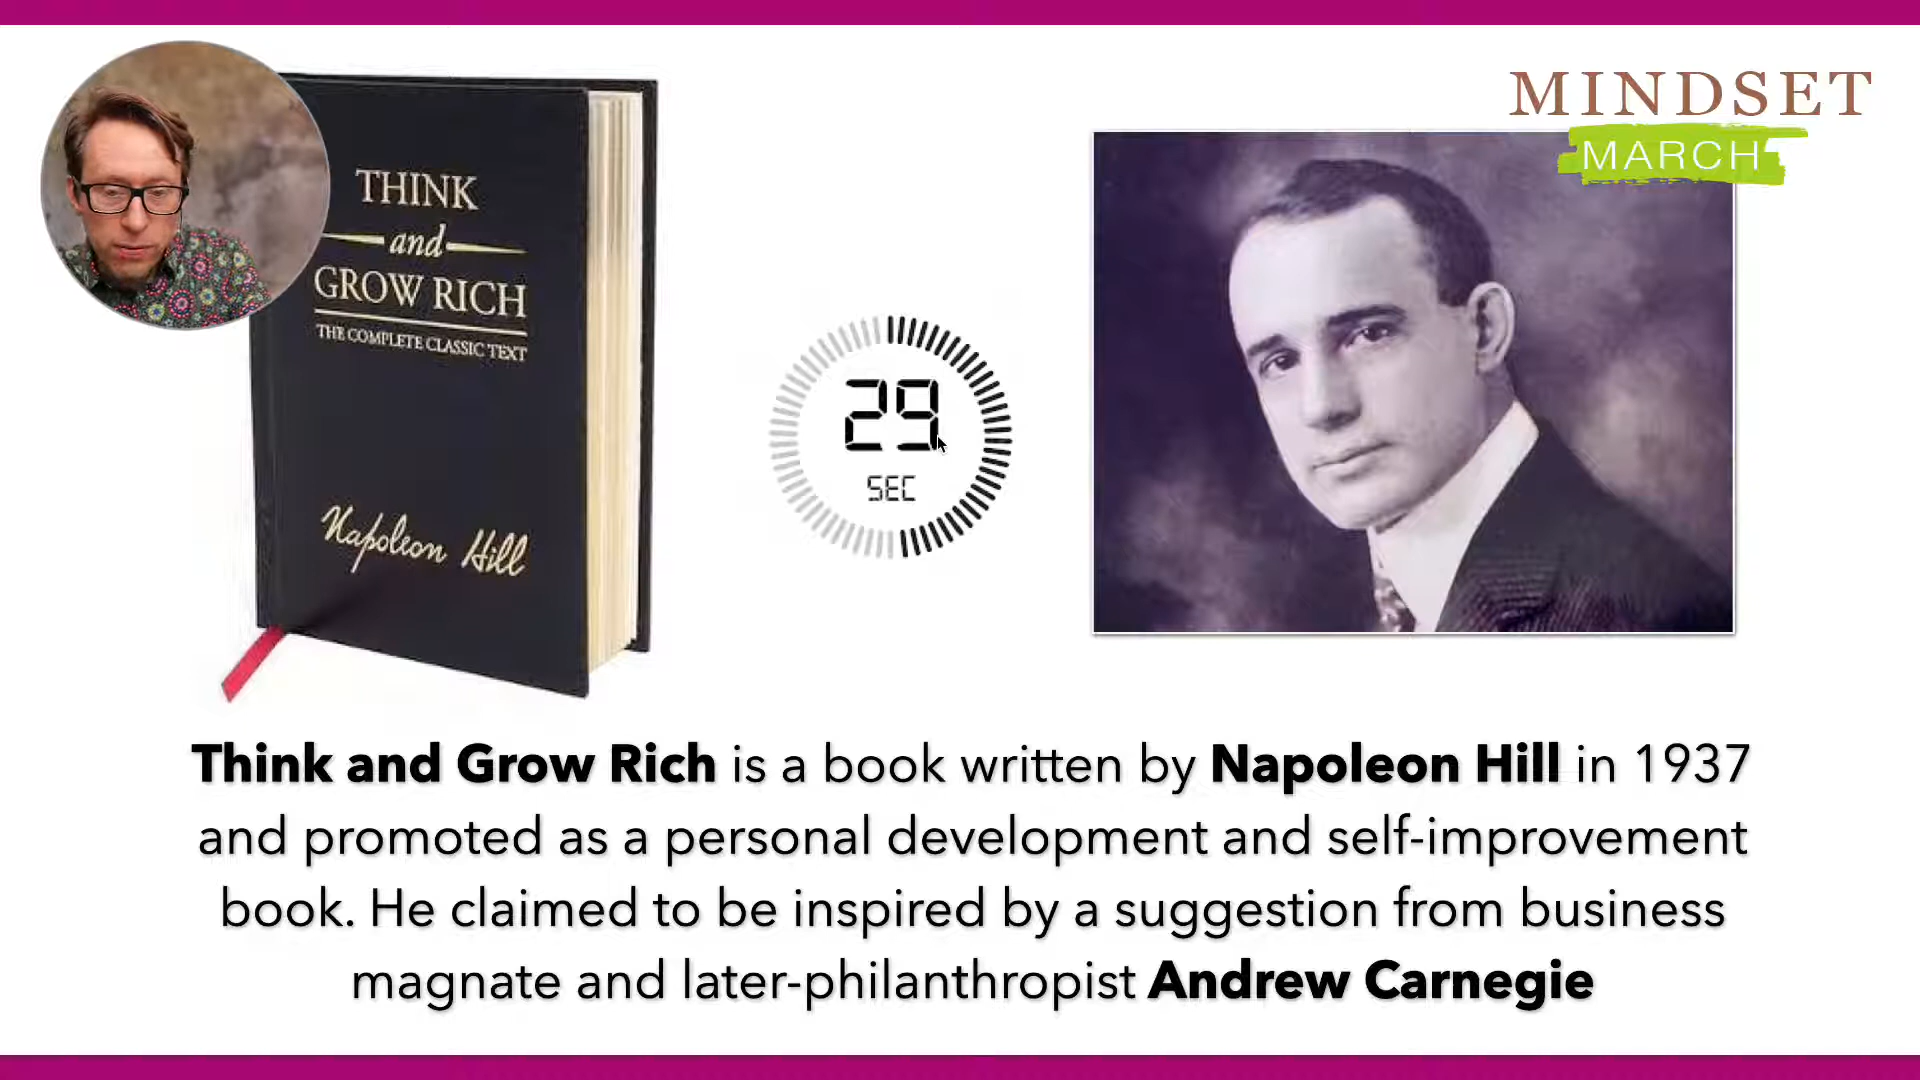 MINDSET
MARCH
THINK
and
GROW RICH
THE COMPLETE CLASSIC TEXT
Napoleon Hill
29
SEC
Think and Grow Rich is a book written by Napoleon Hill in 1937
and promoted as a personal development and self-improvement
book. He claimed to be inspired by a suggestion from business
magnate and later-philanthropist Andrew Carnegie